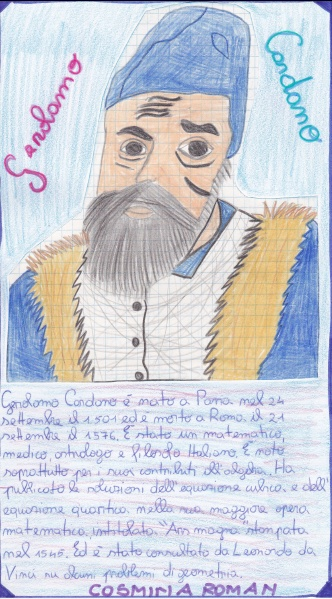 Gerolamo
Cardano
Gerolamo Cardano è nato a Pavia nel 24
settembre il 1501 ed è morto a Roma il 21
settembre il 1576. È stato un matematico,
medico, astrologo e filosofo Italiano. È noto
soprattutto per i suoi contributi all'algebra. Ha
pubblicato le soluzioni dell'equazione cubica e dell'
equazione quartica nella sua maggiore opera
matematica, intitolata "Ars magna" stampata
nel 1545. Ed è stato consultato da Leonardo da
Vinci su alcuni problemi di geometria.
COSMINIA ROMAN